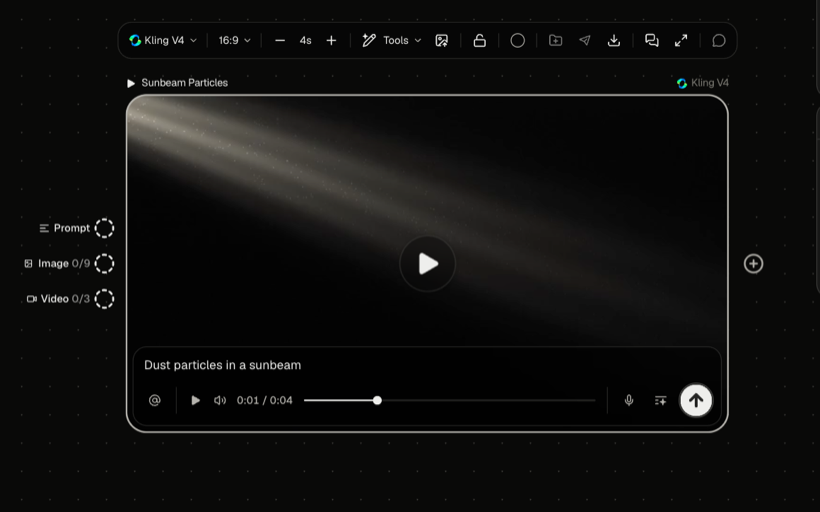 Kling V4
16:9
4s
Tools
Sunbeam Particles
Kling V4
Prompt
Image 0/9
Video 0/3
Dust particles in a sunbeam
0:01 / 0:04